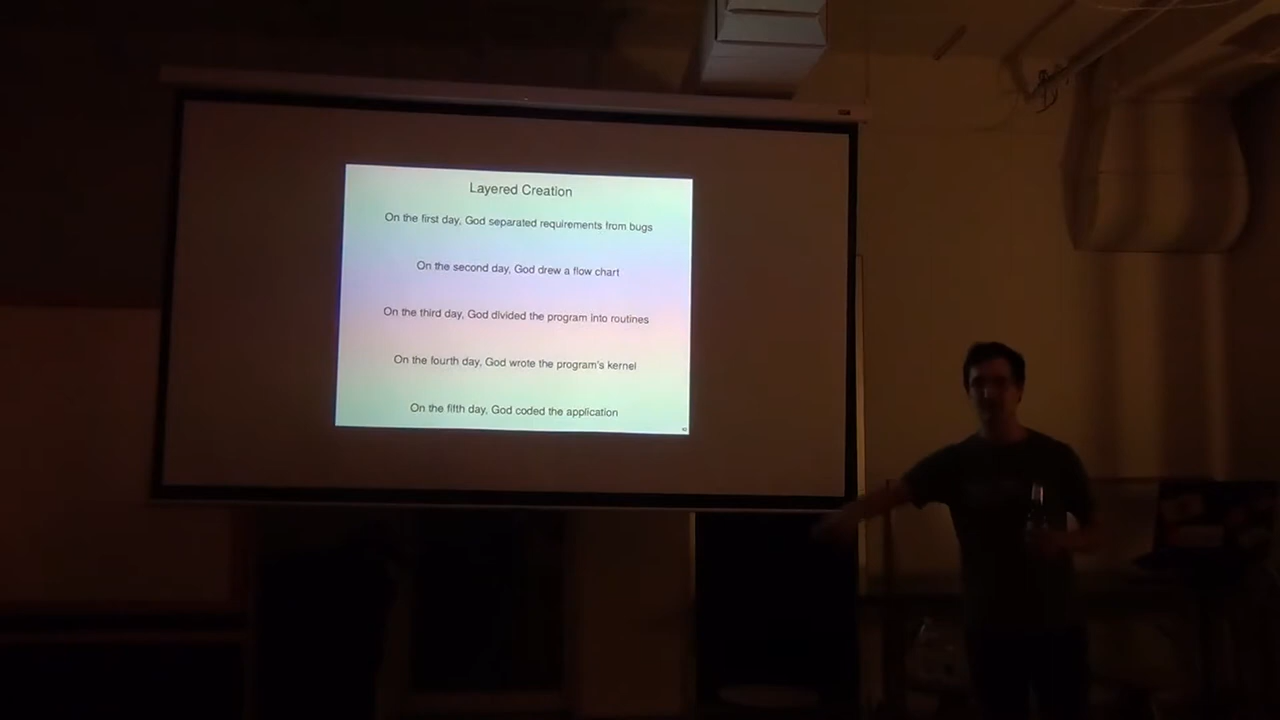 Layered Creation
On the first day, God separated requirements from bugs
On the second day, God drew a flow chart
On the third day, God divided the program into routines
On the fourth day, God wrote the program's kernel
On the fifth day, God coded the application